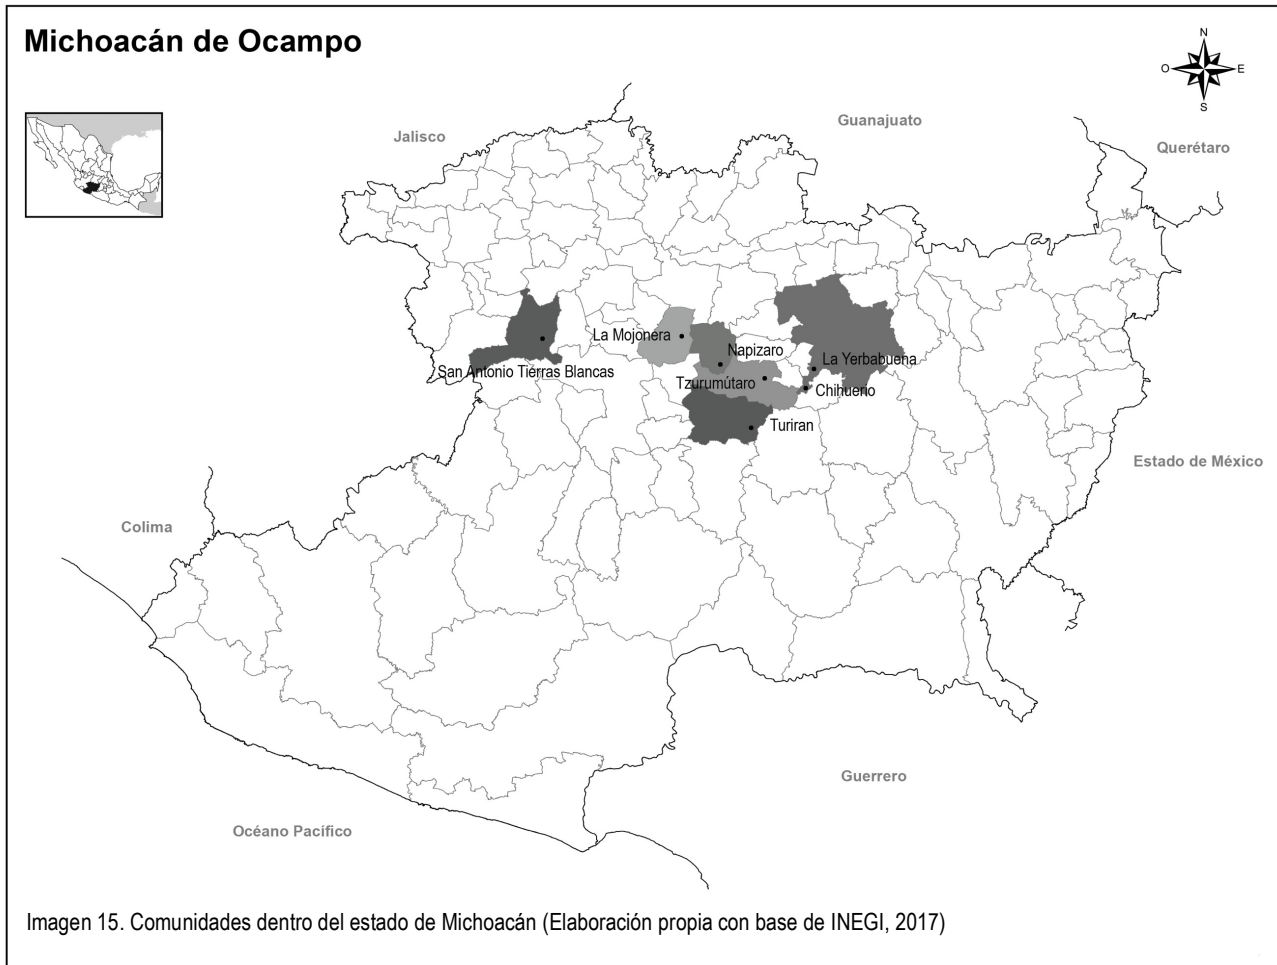 Michoacán de Ocampo
N
O
E
S
Jalisco
Guanajuato
Querétaro
La Mojonera
Napizaro
La Yerbabuena
San Antonio Tierras Blancas
Tzurumútaro
Chihuerio
Turiran
Estado de México
Colima
Guerrero
Océano Pacífico
Imagen 15. Comunidades dentro del estado de Michoacán (Elaboración propia con base de INEGI, 2017)